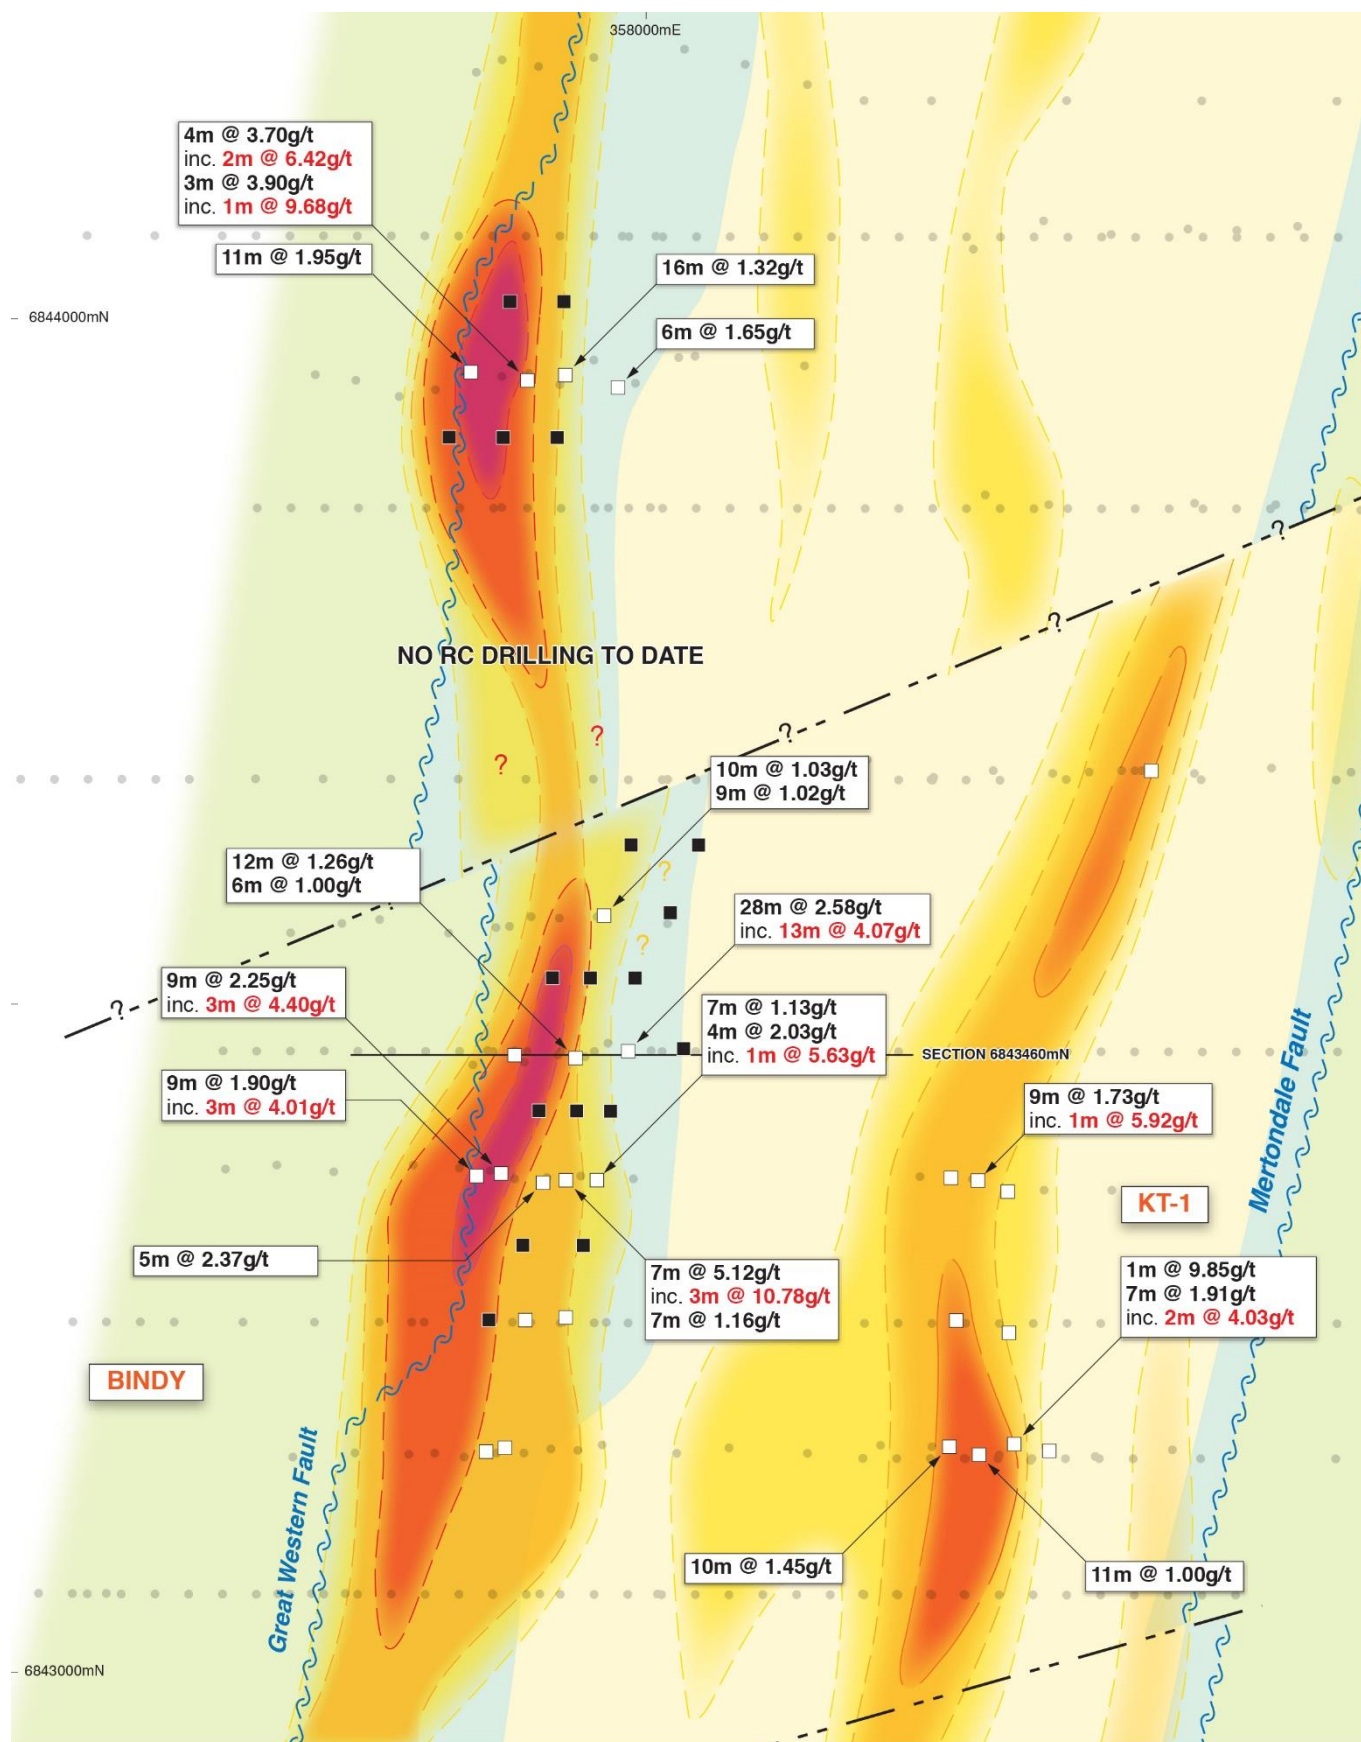 358000mE
4m @ 3.70g/t
inc. 2m @ 6.42g/t
3m @ 3.90g/t
inc. 1m @ 9.68g/t
11m @ 1.95g/t
16m @ 1.32g/t
6844000mN
6m @ 1.65g/t
?
?
NO RC DRILLING TO DATE
?
?
?
10m @ 1.03g/t
9m @ 1.02g/t
12m @ 1.26g/t
6m @ 1.00g/t
?
28m @ 2.58g/t
inc. 13m @ 4.07g/t
?
?
9m @ 2.25g/t
inc. 3m @ 4.40g/t
?
7m @ 1.13g/t
4m @ 2.03g/t
inc. 1m @ 5.63g/t
SECTION 6843460mN
9m @ 1.90g/t
inc. 3m @ 4.01g/t
9m @ 1.73g/t
inc. 1m @ 5.92g/t
Mertondale Fault
KT-1
5m @ 2.37g/t
7m @ 5.12g/t
inc. 3m @ 10.78g/t
7m @ 1.16g/t
1m @ 9.85g/t
7m @ 1.91g/t
inc. 2m @ 4.03g/t
BINDY
Great Western Fault
10m @ 1.45g/t
11m @ 1.00g/t
6843000mN